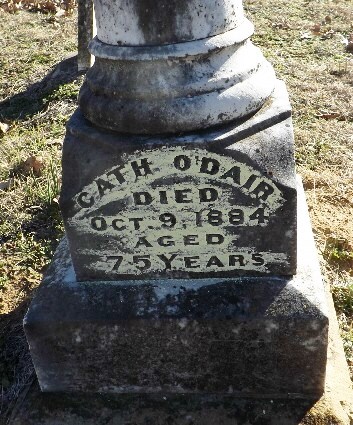 CATH. O'DAIR
DIED
OCT. 9, 1884
AGED
75 YEARS